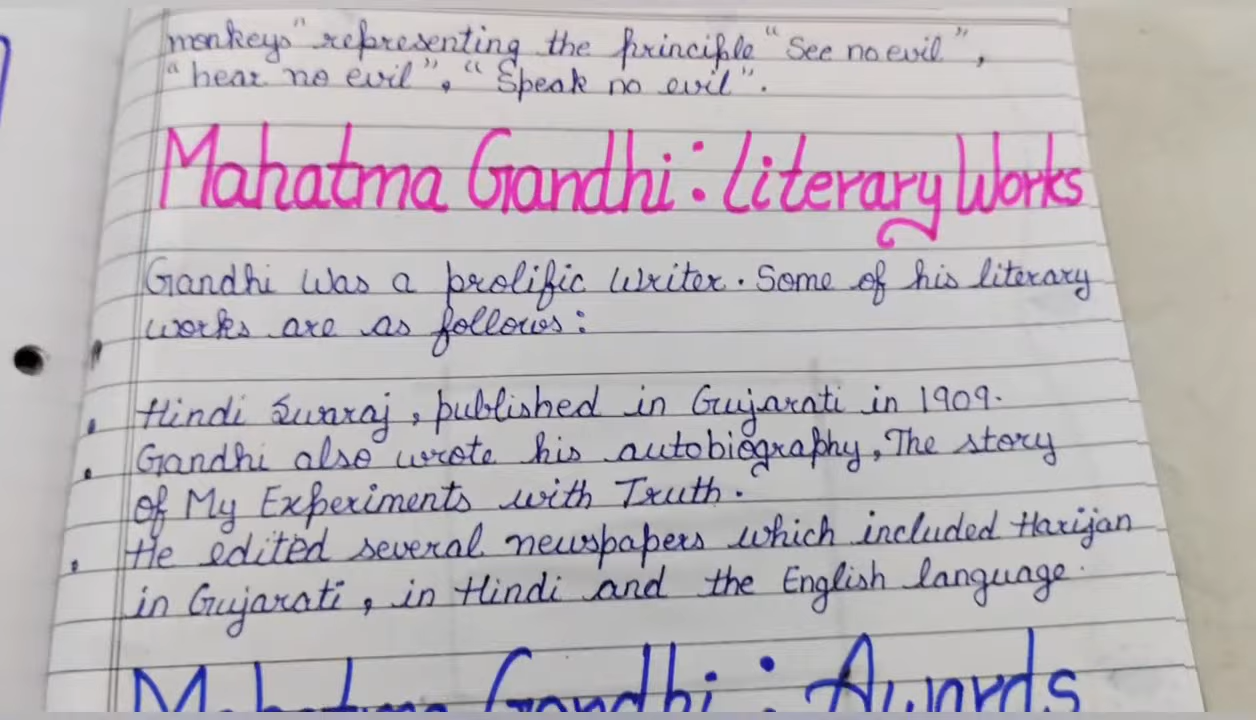 monkeys" representing the principle "See no evil",
"hear no evil", "Speak no evil".
Mahatma Gandhi: Literary Works
Gandhi was a prolific writer. Some of his literary
works are as follows:
• Hindi Swaraj, published in Gujarati in 1909.
• Gandhi also wrote his autobiography, The story
of My Experiments with Truth.
• He edited several newspapers which included Harijan
in Gujarati, in Hindi and the English language.
Mahatma Gandhi: Awards